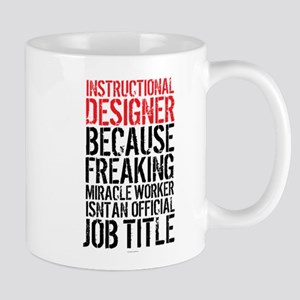 INSTRUCTIONAL
DESIGNER
BECAUSE
FREAKING
MIRACLE WORKER
ISNT AN OFFICIAL
JOB TITLE